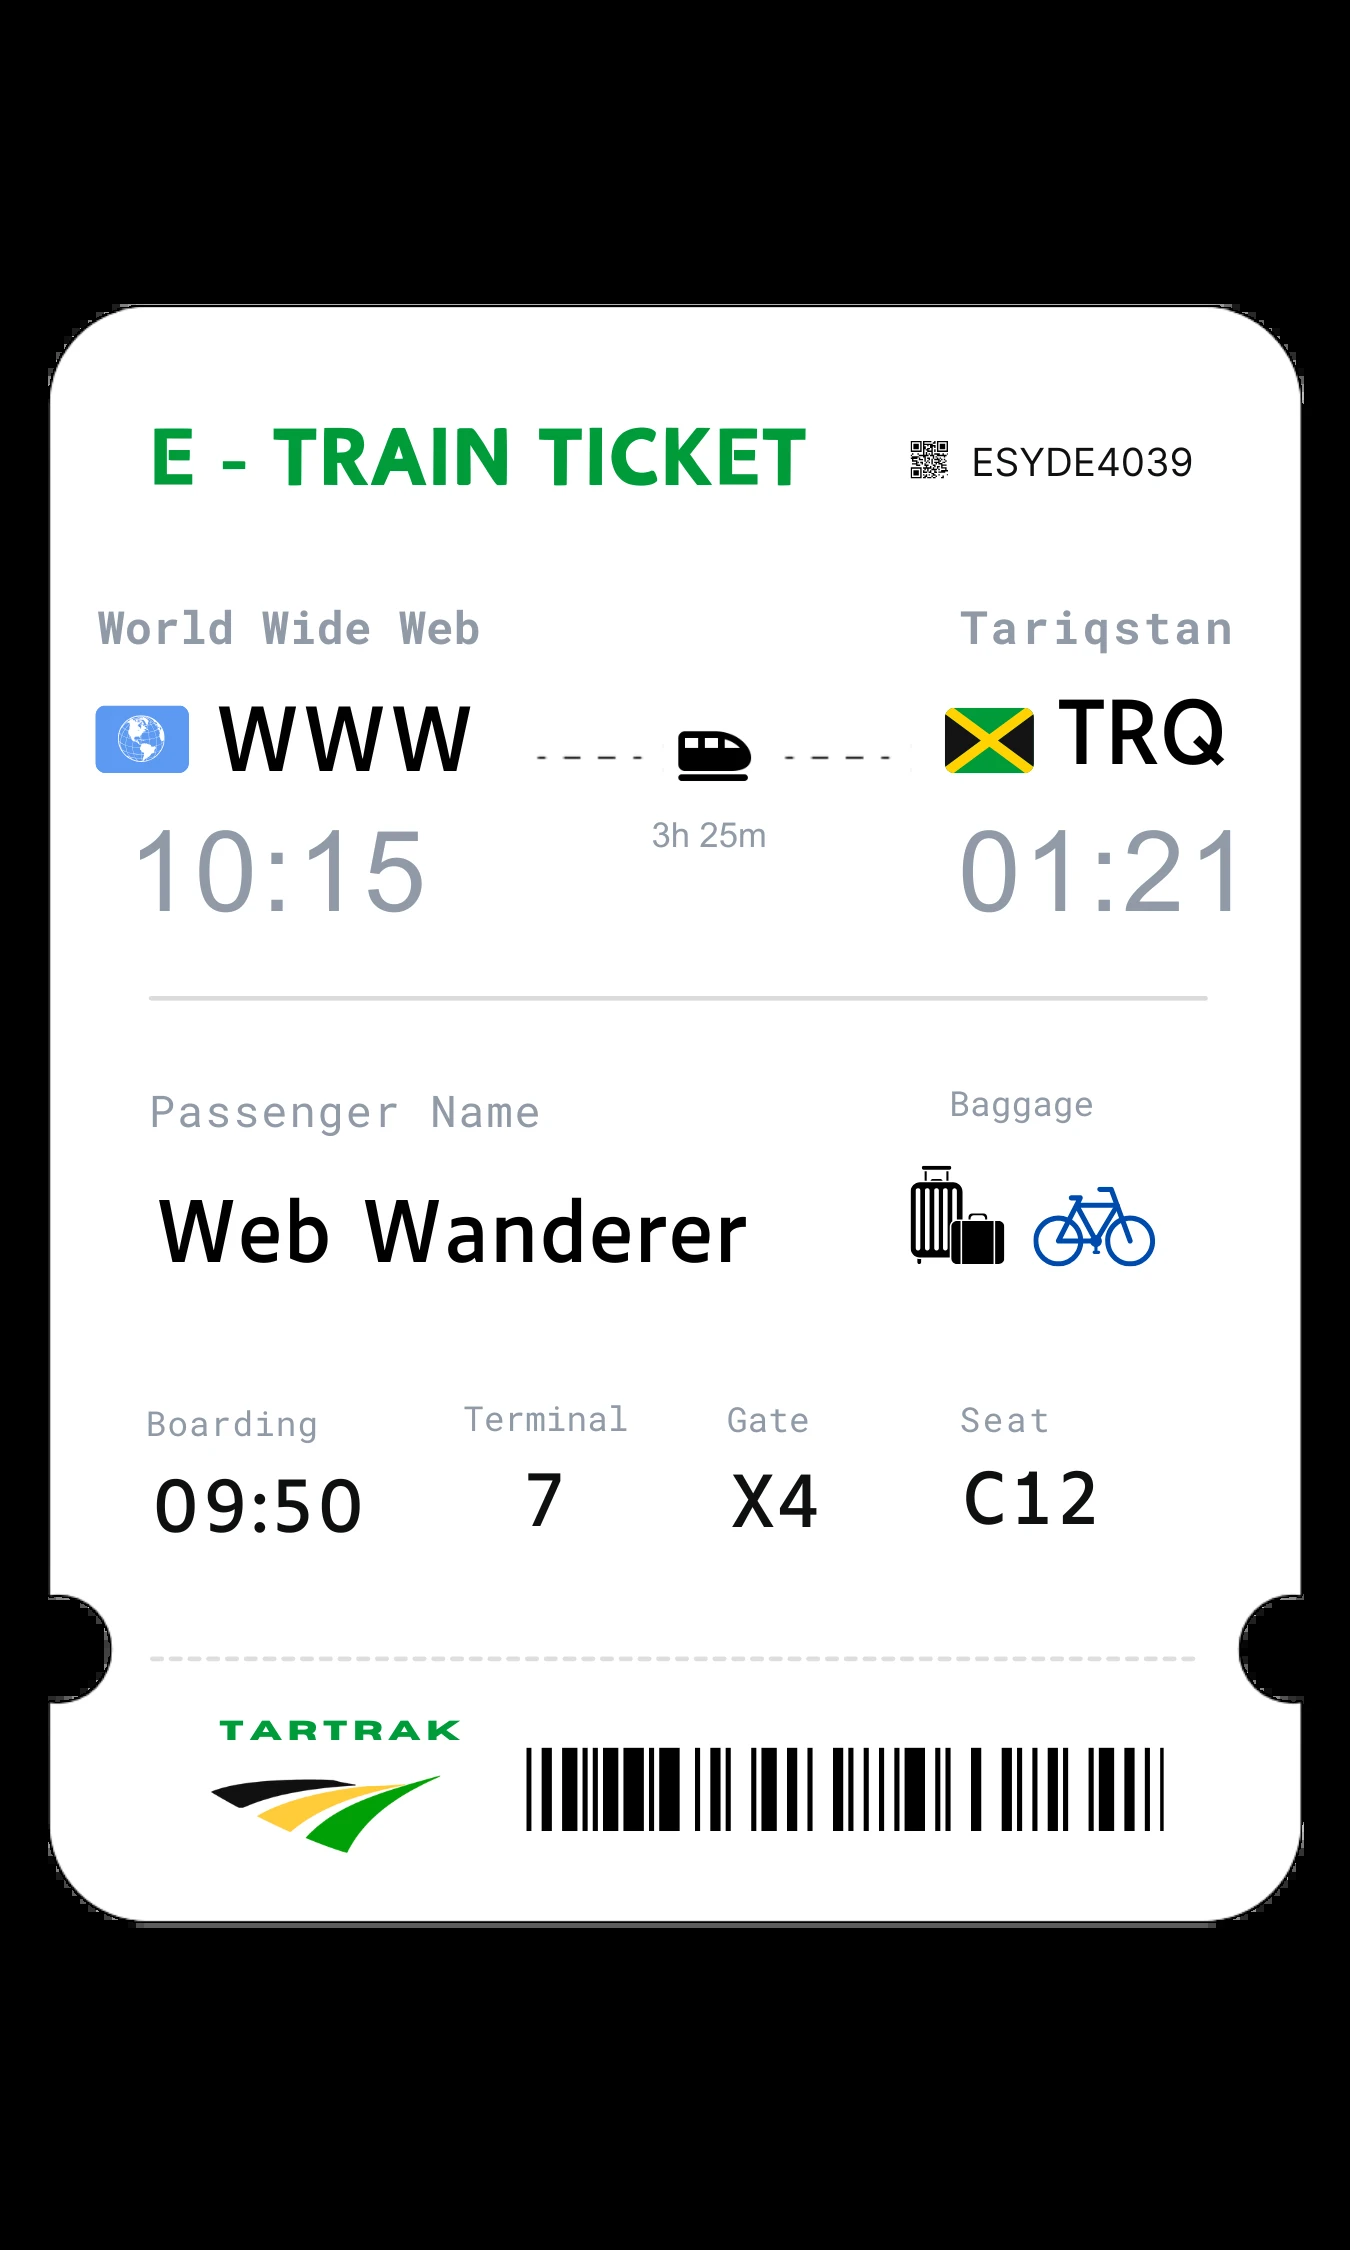 E - TRAIN TICKET
ESYDE4039
World Wide Web
Tariqstan
WWW
TRQ
10:15
3h 25m
01:21
Passenger Name
Baggage
Web Wanderer
Boarding
Terminal
Gate
Seat
09:50
7
X4
C12
TARTRAK